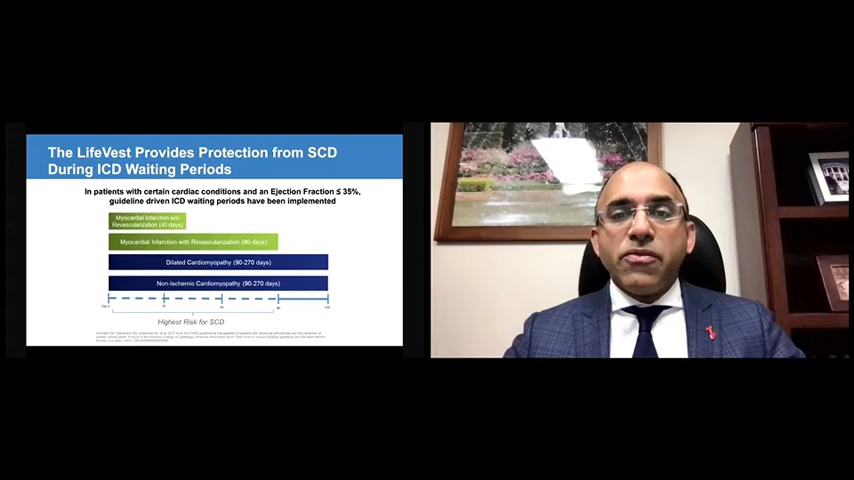 The LifeVest Provides Protection from SCD
During ICD Waiting Periods
In patients with certain cardiac conditions and an Ejection Fraction ≤ 35%,
guideline driven ICD waiting periods have been implemented
Myocardial Infarction w/o
Revascularization (40 days)
Myocardial Infarction with Revascularization (90 days)
Dilated Cardiomyopathy (90-270 days)
Non-Ischemic Cardiomyopathy (90-270 days)
Highest Risk for SCD